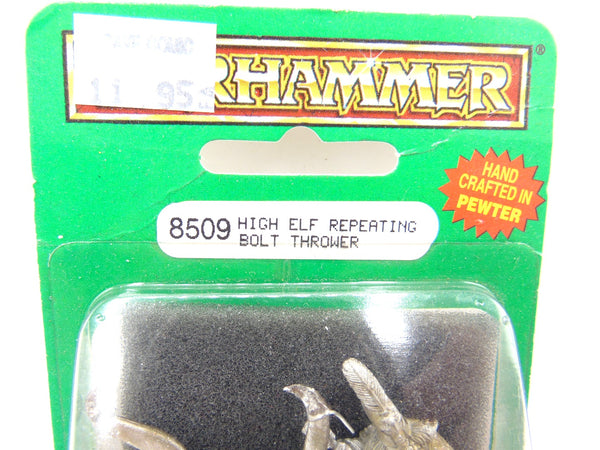 11.95
RHAMMER®
HAND
CRAFTED IN
PEWTER
8509 HIGH ELF REPEATING
BOLT THROWER